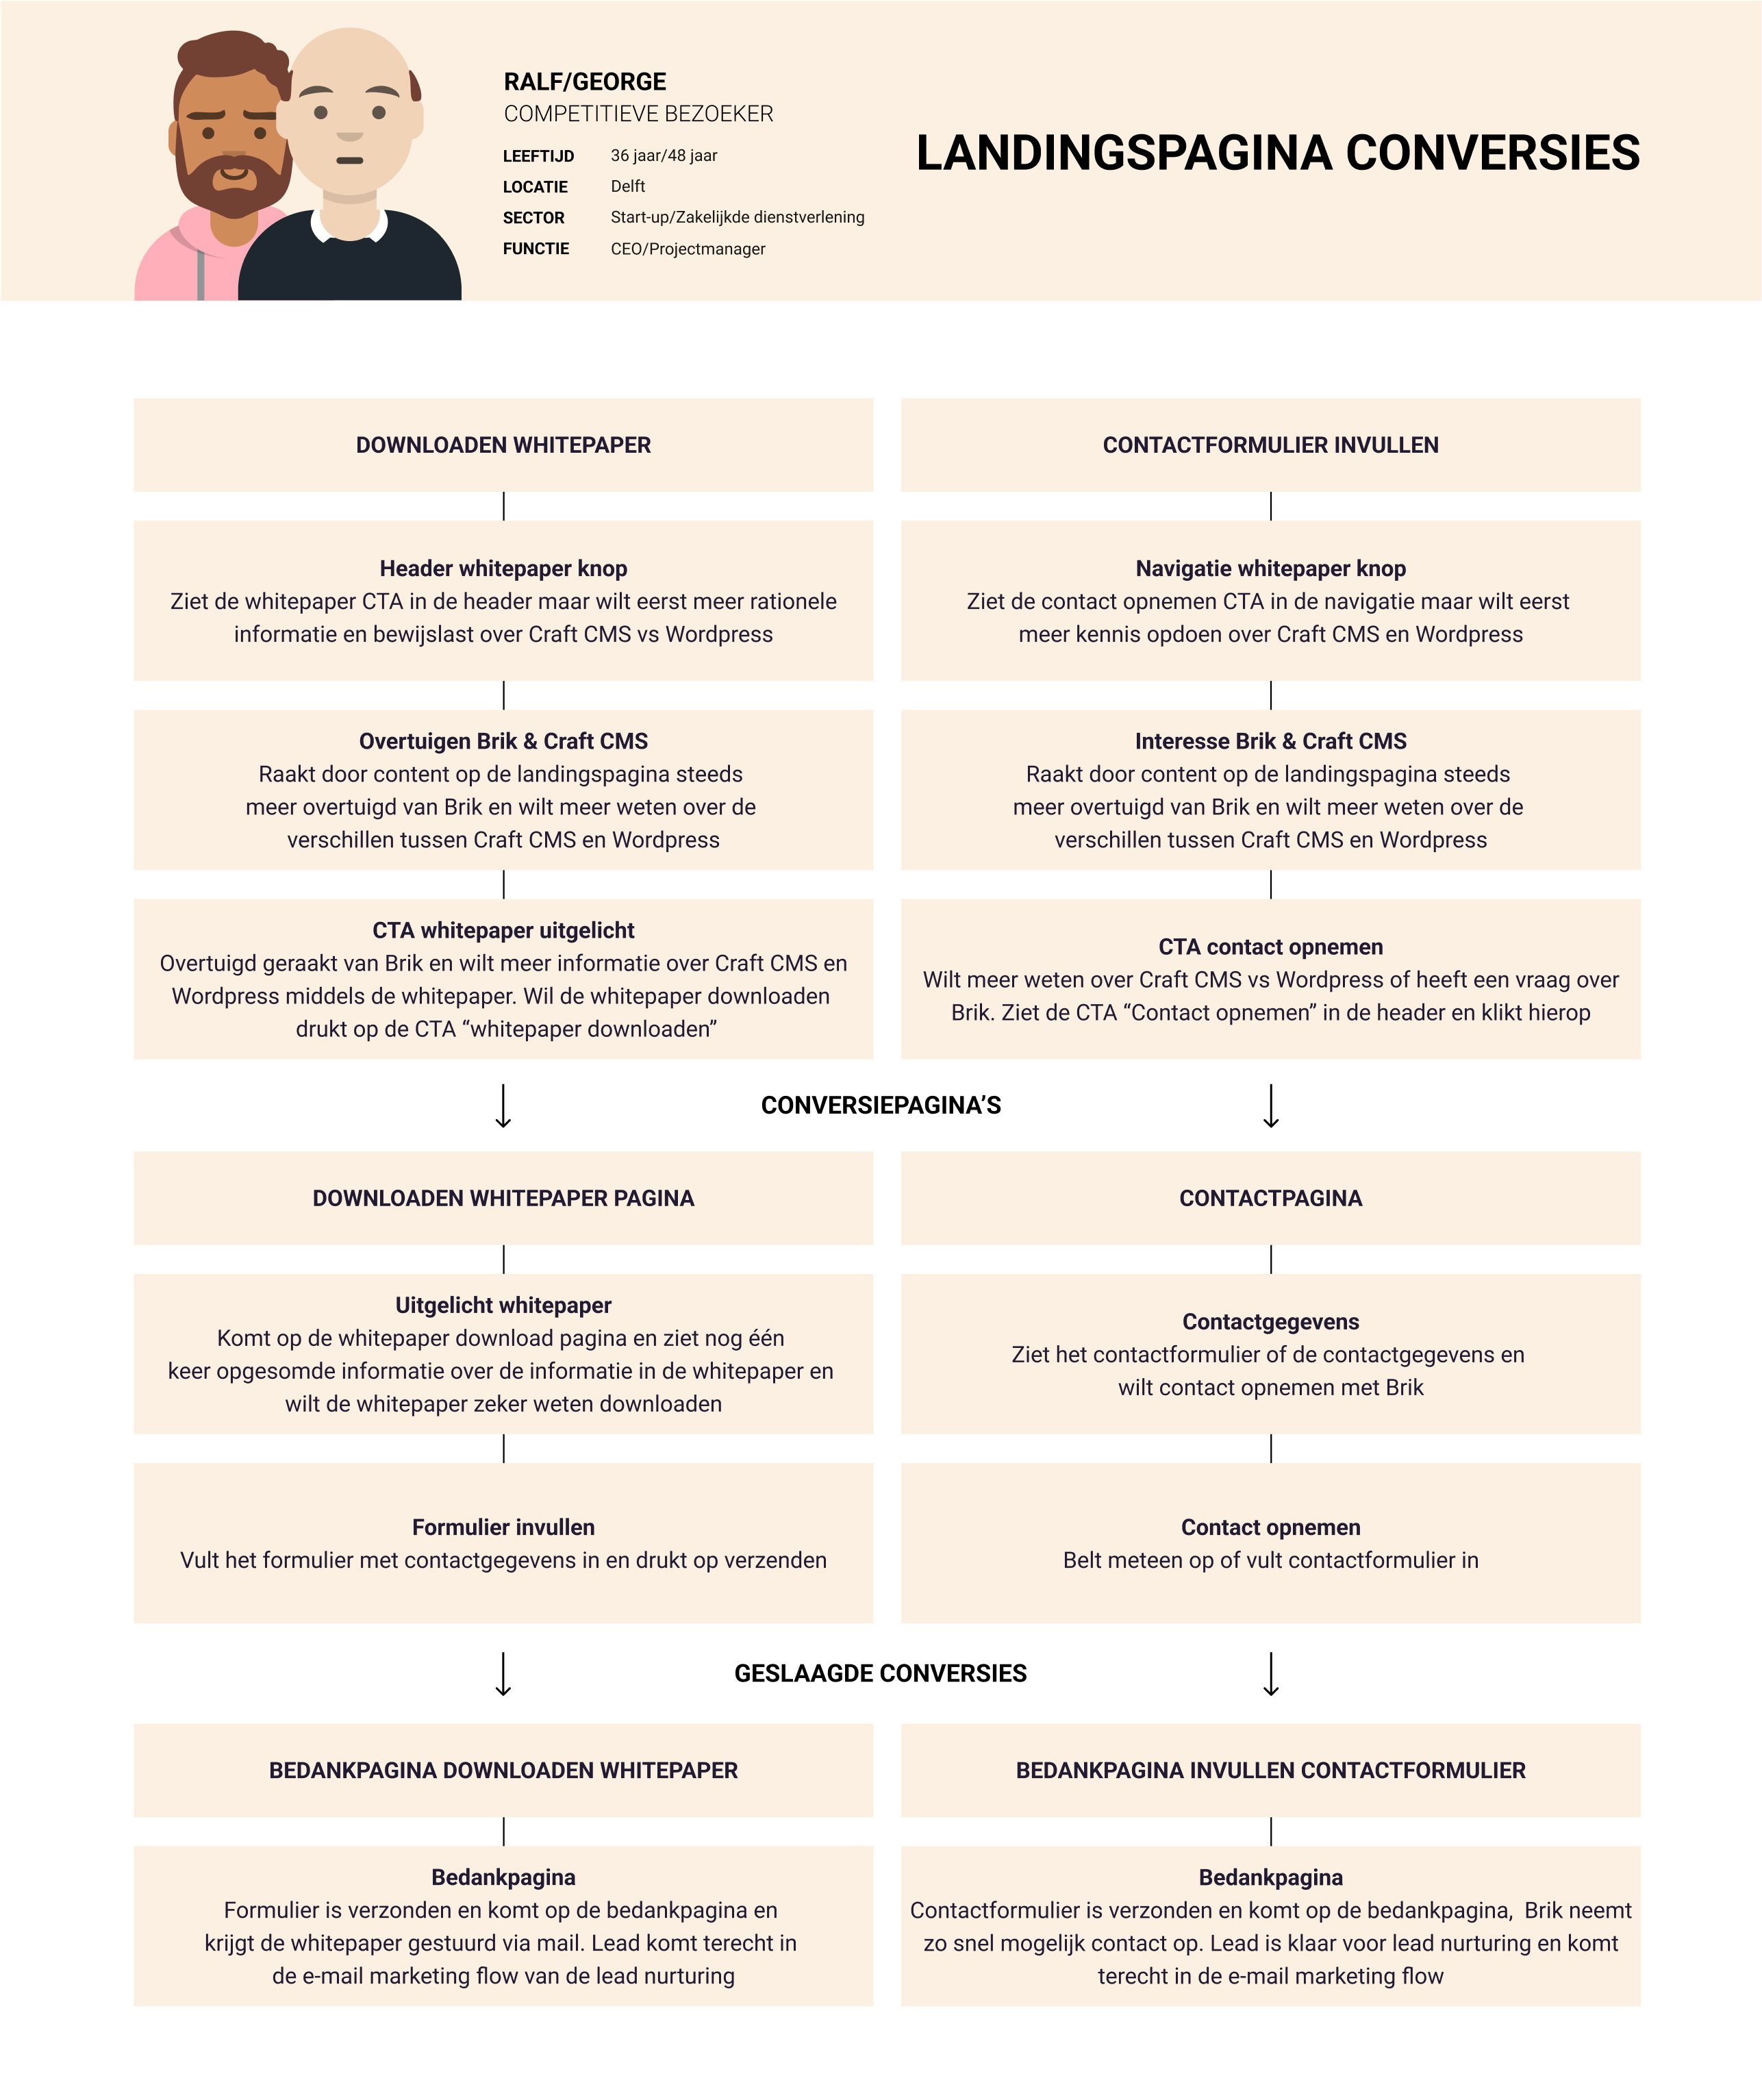 RALF/GEORGE
COMPETITIEVE BEZOEKER
LEEFTIJD 36 jaar/48 jaar
LOCATIE Delft
SECTOR Start-up/Zakelijkde dienstverlening
FUNCTIE CEO/Projectmanager
LANDINGSPAGINA CONVERSIES
DOWNLOADEN WHITEPAPER
Header whitepaper knop
Ziet de whitepaper CTA in de header maar wilt eerst meer rationele
informatie en bewijslast over Craft CMS vs Wordpress
Overtuigen Brik & Craft CMS
Raakt door content op de landingspagina steeds
meer overtuigd van Brik en wilt meer weten over de
verschillen tussen Craft CMS en Wordpress
CTA whitepaper uitgelicht
Overtuigd geraakt van Brik en wilt meer informatie over Craft CMS en
Wordpress middels de whitepaper. Wil de whitepaper downloaden
drukt op de CTA “whitepaper downloaden”
CONTACTFORMULIER INVULLEN
Navigatie whitepaper knop
Ziet de contact opnemen CTA in de navigatie maar wilt eerst
meer kennis opdoen over Craft CMS en Wordpress
Interesse Brik & Craft CMS
Raakt door content op de landingspagina steeds
meer overtuigd van Brik en wilt meer weten over de
verschillen tussen Craft CMS en Wordpress
CTA contact opnemen
Wilt meer weten over Craft CMS vs Wordpress of heeft een vraag over
Brik. Ziet de CTA “Contact opnemen” in de header en klikt hierop
CONVERSIEPAGINA’S
DOWNLOADEN WHITEPAPER PAGINA
Uitgelicht whitepaper
Komt op de whitepaper download pagina en ziet nog één
keer opgesomde informatie over de informatie in de whitepaper en
wilt de whitepaper zeker weten downloaden
Formulier invullen
Vult het formulier met contactgegevens in en drukt op verzenden
CONTACTPAGINA
Contactgegevens
Ziet het contactformulier of de contactgegevens en
wilt contact opnemen met Brik
Contact opnemen
Belt meteen op of vult contactformulier in
GESLAAGDE CONVERSIES
BEDANKPAGINA DOWNLOADEN WHITEPAPER
Bedankpagina
Formulier is verzonden en komt op de bedankpagina en
krijgt de whitepaper gestuurd via mail. Lead komt terecht in
de e-mail marketing flow van de lead nurturing
BEDANKPAGINA INVULLEN CONTACTFORMULIER
Bedankpagina
Contactformulier is verzonden en komt op de bedankpagina, Brik neemt
zo snel mogelijk contact op. Lead is klaar voor lead nurturing en komt
terecht in de e-mail marketing flow